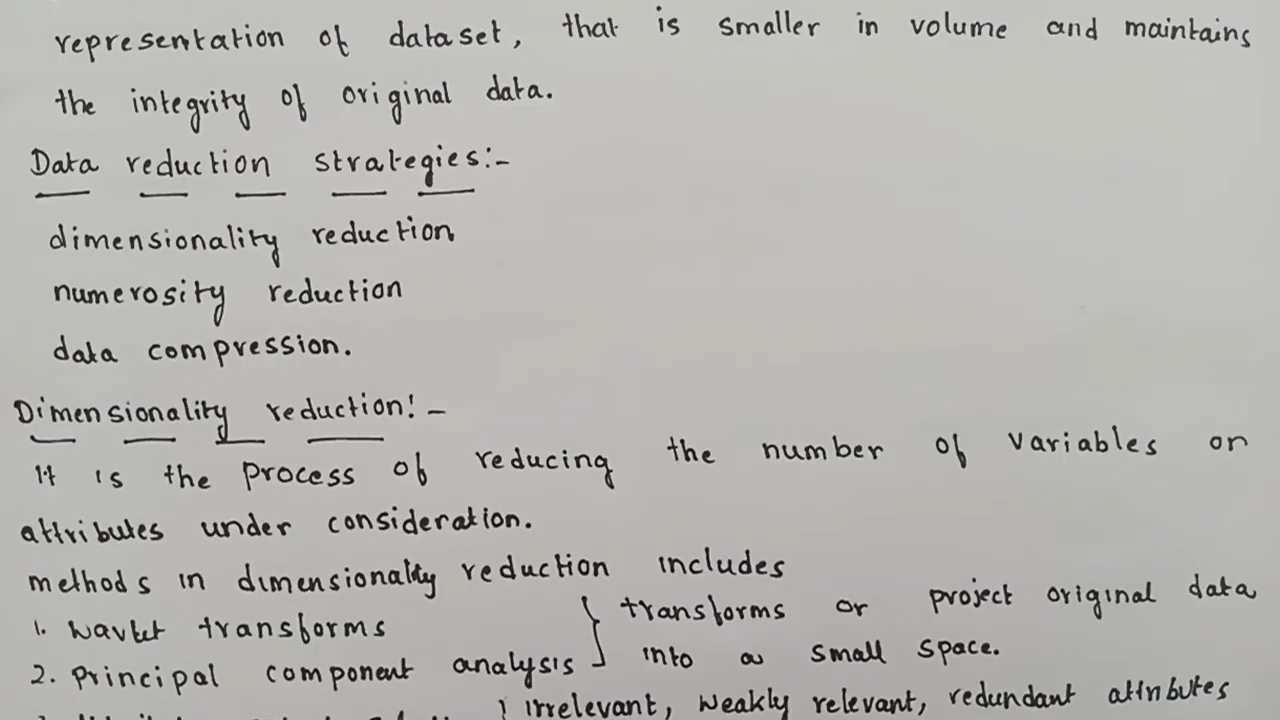 representation of dataset, that is smaller in volume and maintains
the integrity of original data.
Data reduction strategies:-
dimensionality reduction
numerosity reduction
data compression.
Dimensionality reduction:-
It is the process of reducing the number of variables or
attributes under consideration.
methods in dimensionality reduction includes
1. wavlet transforms } transforms or project original data
2. principal component analysis } into a small space.
} irrelevant, weakly relevant, redundant attributes